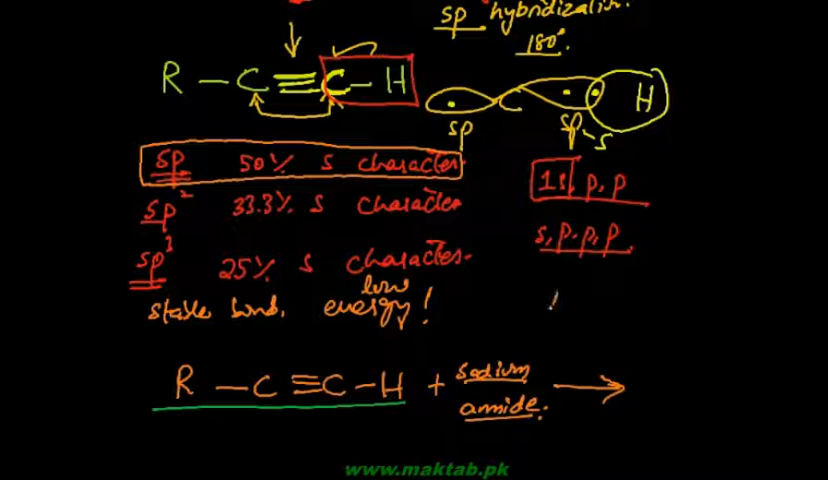 sp hybridization.
180°.
R - C ≡ C - H
C H
sp sp-s
sp 50% s character
1s, p, p
sp² 33.3% s character
s, p, p, p
sp³ 25% s character.
low
stable bond. energy!
R - C ≡ C - H + sodium amide. →
www.maktab.pk